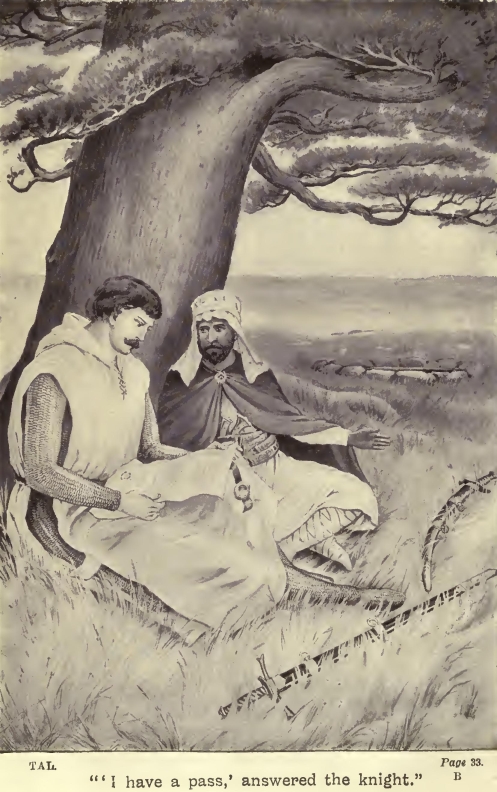 TAL. Page 33.
"'I have a pass,' answered the knight." B